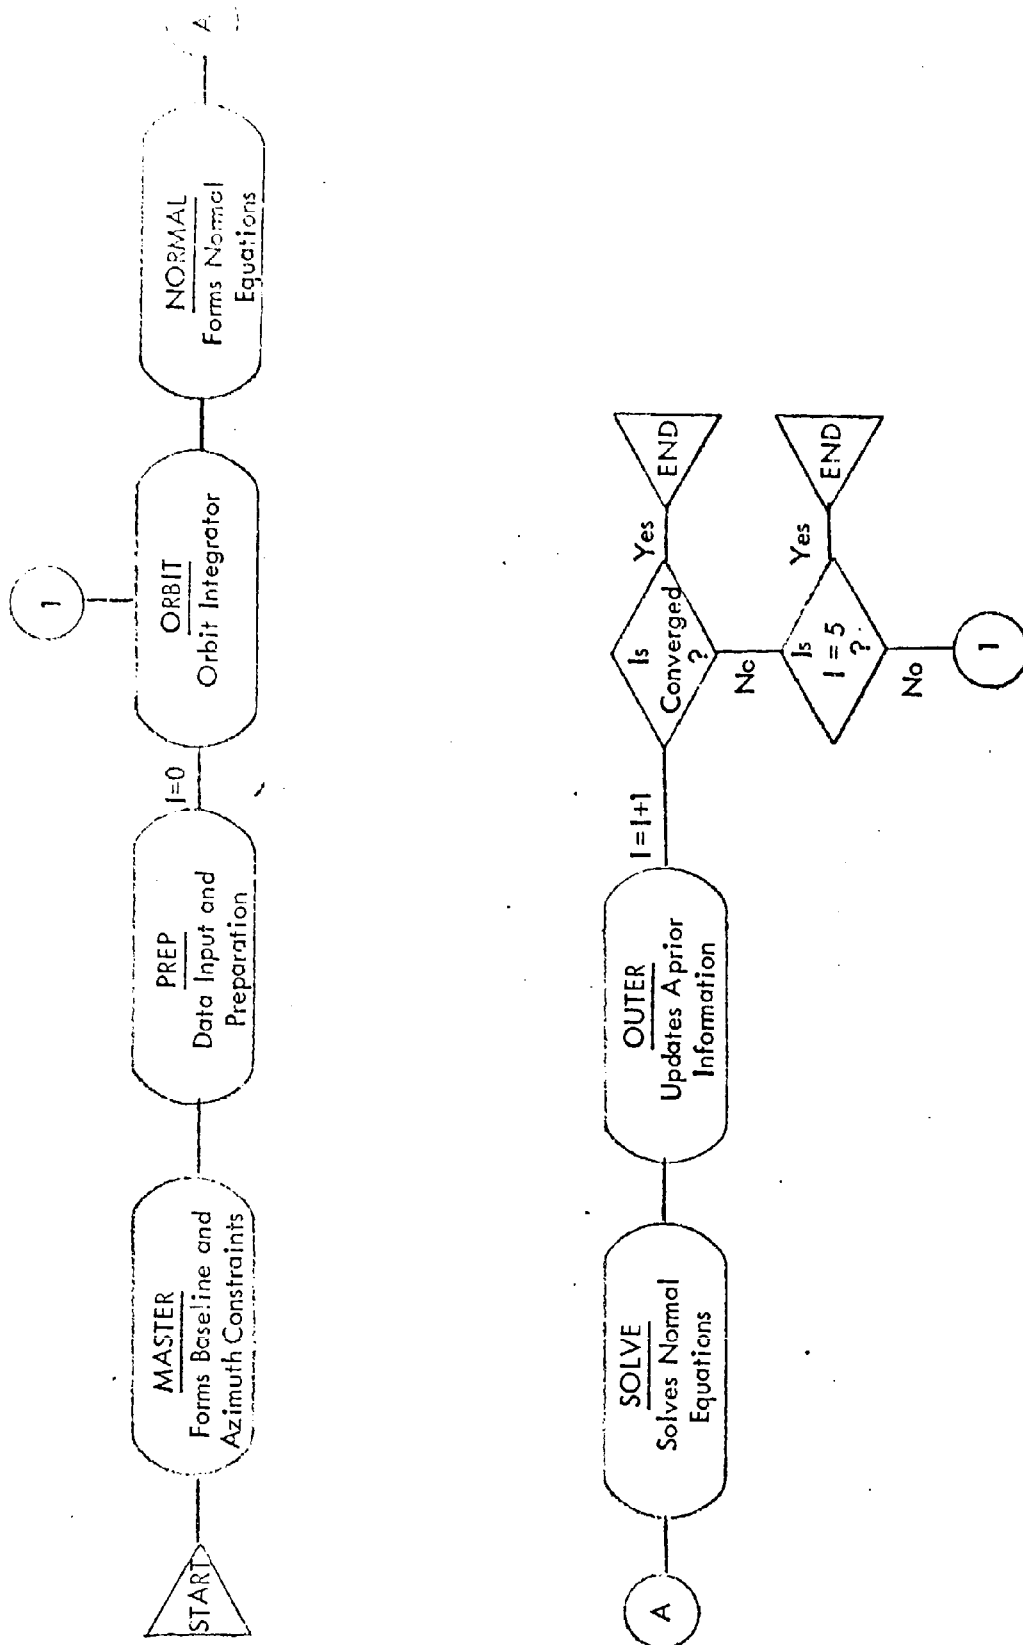 START
MASTER
Forms Baseline and
Azimuth Constraints
PREP
Data Input and
Preparation
I=0
1
ORBIT
Orbit Integrator
NORMAL
Forms Normal
Equations
A
A
SOLVE
Solves Normal
Equations
OUTER
Updates Aprior
Information
I=I+1
Is
Converged
?
Yes
END
No
Is
I=5
?
Yes
END
No
1